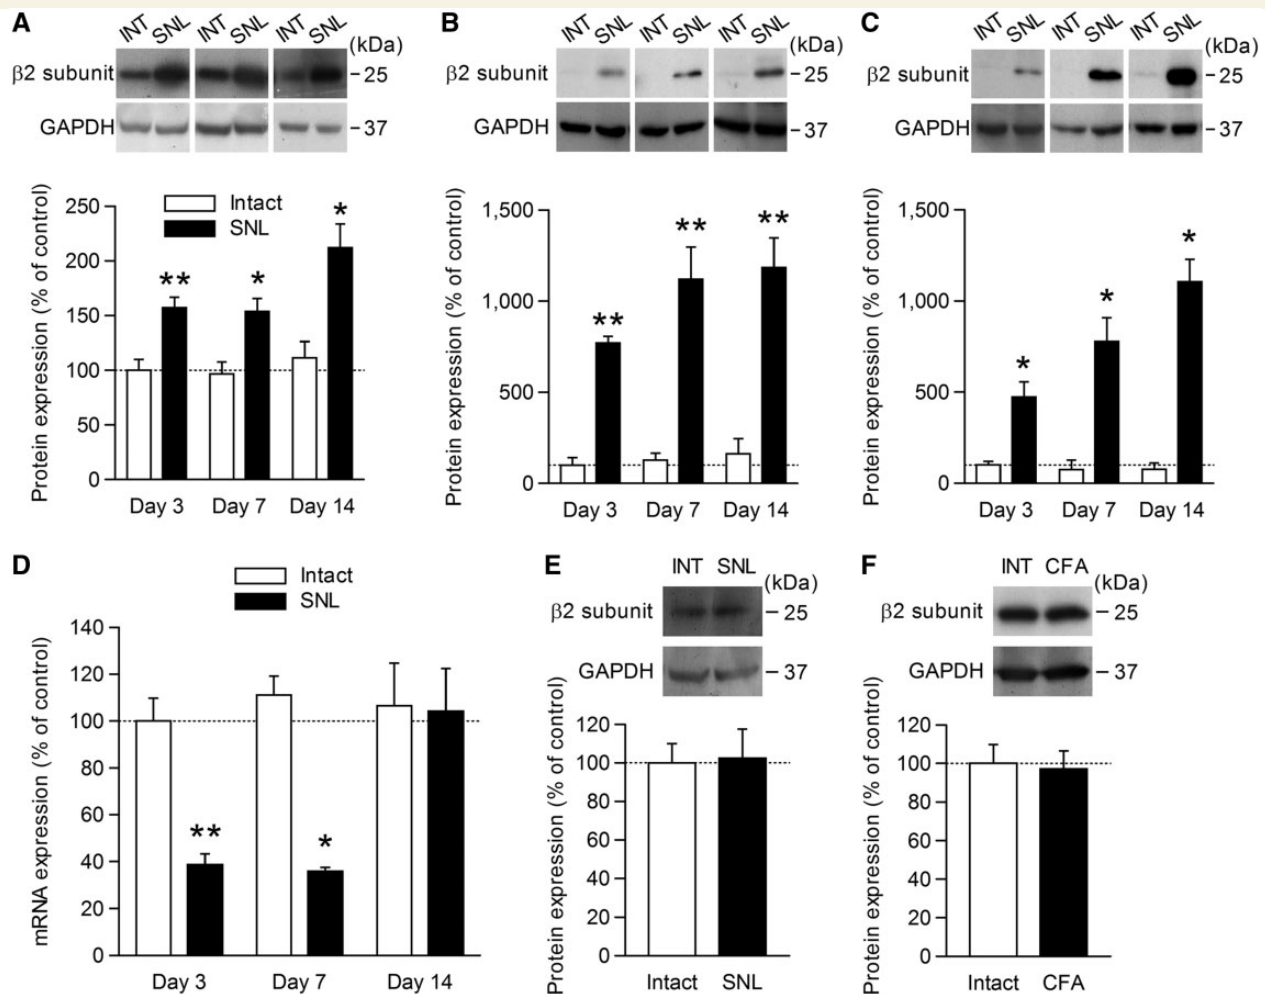 A
INT SNL INT SNL INT SNL
(kDa)
β2 subunit
25
GAPDH
37
Protein expression (% of control)
250
200
150
100
50
0
Intact
SNL
**
*
*
Day 3 Day 7 Day 14
B
INT SNL INT SNL INT SNL
(kDa)
β2 subunit
25
GAPDH
37
Protein expression (% of control)
1,500
1,000
500
0
**
**
**
Day 3 Day 7 Day 14
C
INT SNL INT SNL INT SNL
(kDa)
β2 subunit
25
GAPDH
37
Protein expression (% of control)
1,500
1,000
500
0
*
*
*
Day 3 Day 7 Day 14
D
Intact
SNL
mRNA expression (% of control)
140
120
100
80
60
40
20
0
**
*
Day 3 Day 7 Day 14
E
INT SNL
(kDa)
β2 subunit
25
GAPDH
37
Protein expression (% of control)
120
100
80
60
40
20
0
Intact SNL
F
INT CFA
(kDa)
β2 subunit
25
GAPDH
37
Protein expression (% of control)
120
100
80
60
40
20
0
Intact CFA